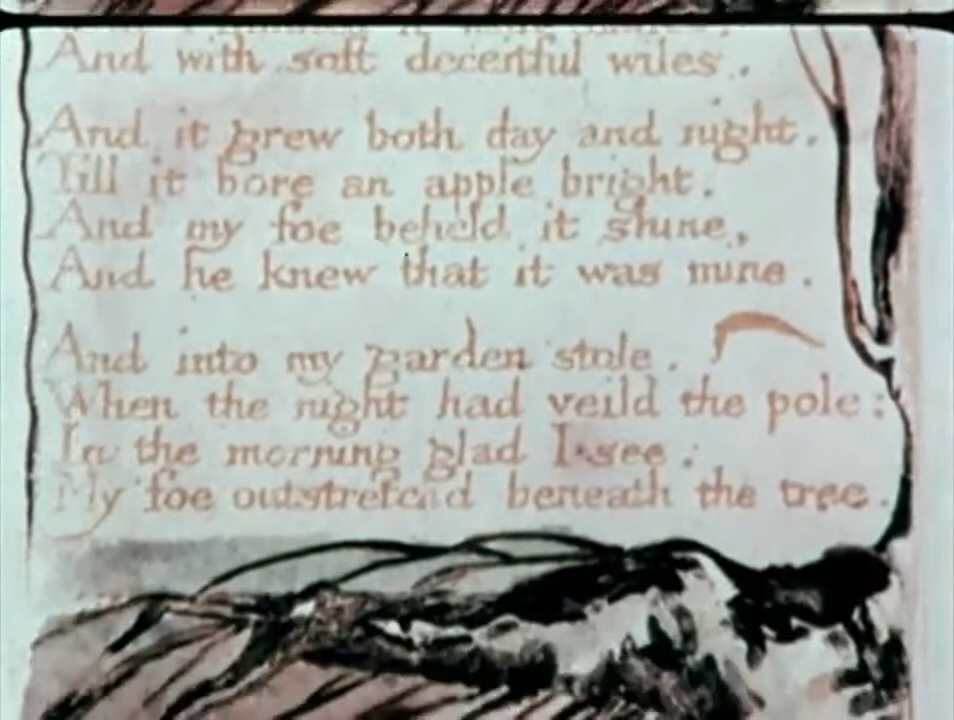 And with soft deceitful wiles.
And it grew both day and night.
Till it bore an apple bright.
And my foe beheld it shine,
And he knew that it was mine.
And into my garden stole.
When the night had veild the pole:
In the morning glad I see:
My foe outstretchd beneath the tree.